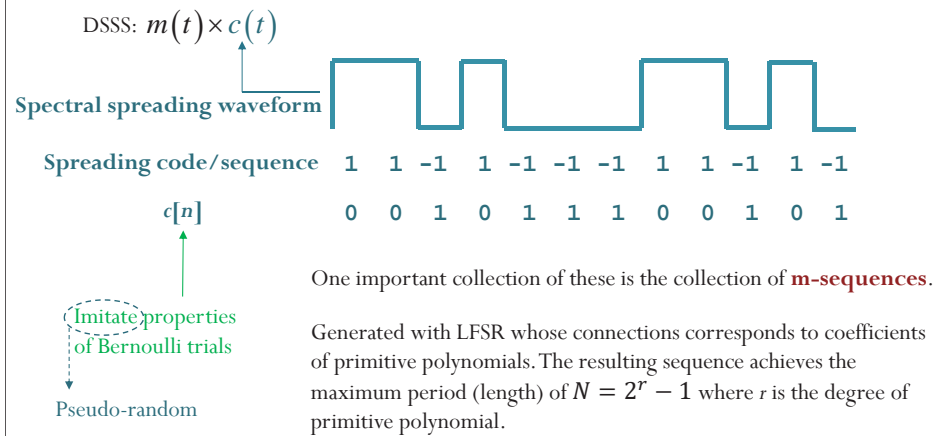 DSSS: m(t) × c(t)
Spectral spreading waveform
Spreading code/sequence 1 1 -1 1 -1 -1 -1 1 1 -1 1 -1
c[n] 0 0 1 0 1 1 1 0 0 1 0 1
One important collection of these is the collection of m-sequences.
Imitate properties
of Bernoulli trials
Pseudo-random
Generated with LFSR whose connections corresponds to coefficients
of primitive polynomials. The resulting sequence achieves the
maximum period (length) of N = 2^r − 1 where r is the degree of
primitive polynomial.